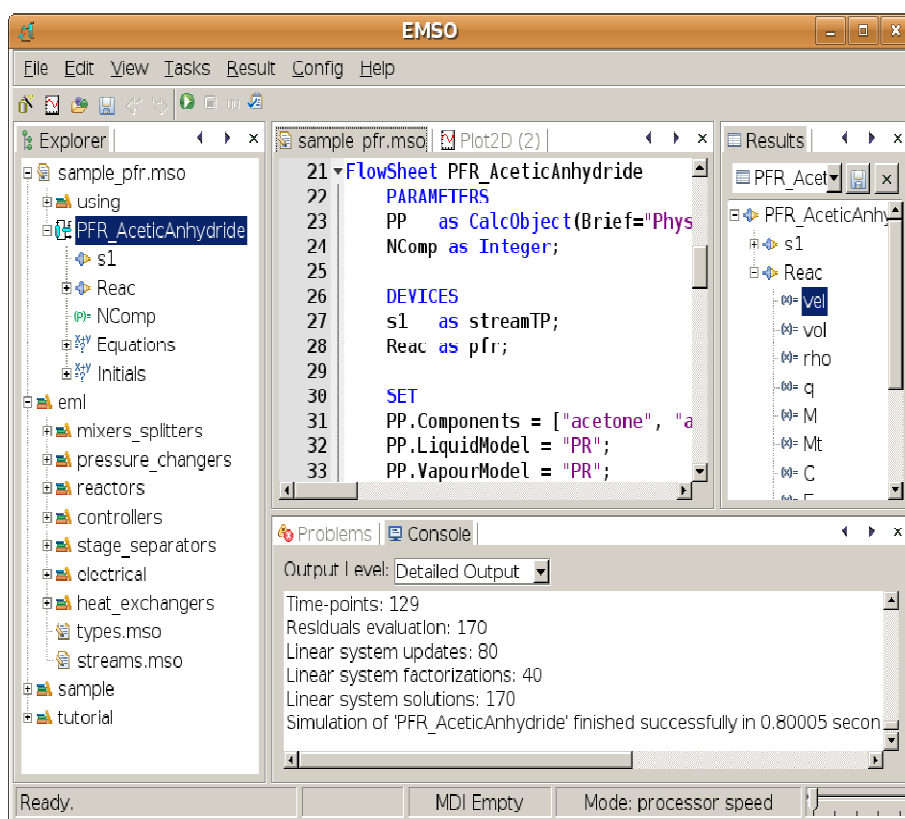 EMSO
File Edit View Tasks Result Config Help
Explorer
sample_pfr.mso
using
PFR_AceticAnhydride
s1
Reac
NComp
Equations
Initials
eml
mixers_splitters
pressure_changers
reactors
controllers
stage_separators
electrical
heat_exchangers
types.mso
streams.mso
sample
tutorial
sample_pfr.mso Plot2D (2)
21 FlowSheet PFR_AceticAnhydride
22 PARAMETERS
23 PP as CalcObject(Brief="Phys
24 NComp as Integer;
25
26 DEVICES
27 s1 as streamTP;
28 Reac as pfr;
29
30 SET
31 PP.Components = ["acetone", "a
32 PP.LiquidModel = "PR";
33 PP.VapourModel = "PR";
Results
PFR_Acet
PFR_AceticAnhy
s1
Reac
vel
vol
rho
q
M
Mt
C
Problems Console
Output Level: Detailed Output
Time-points: 129
Residuals evaluation: 170
Linear system updates: 80
Linear system factorizations: 40
Linear system solutions: 170
Simulation of 'PFR_AceticAnhydride' finished successfully in 0.80005 secon
Ready. MDI Empty Mode: processor speed